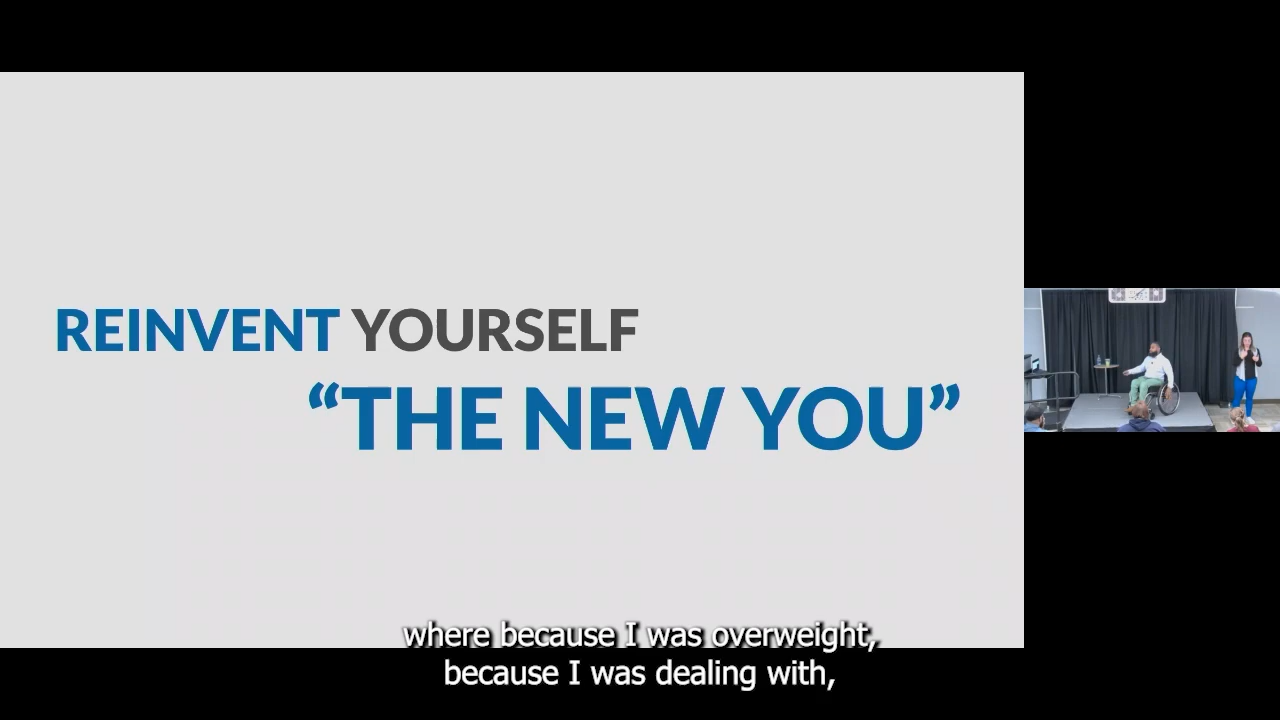 REINVENT YOURSELF
“THE NEW YOU”
where because I was overweight,
because I was dealing with,